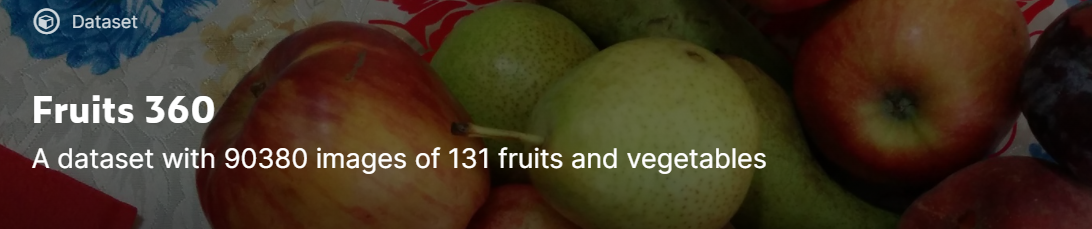 Dataset
Fruits 360
A dataset with 90380 images of 131 fruits and vegetables